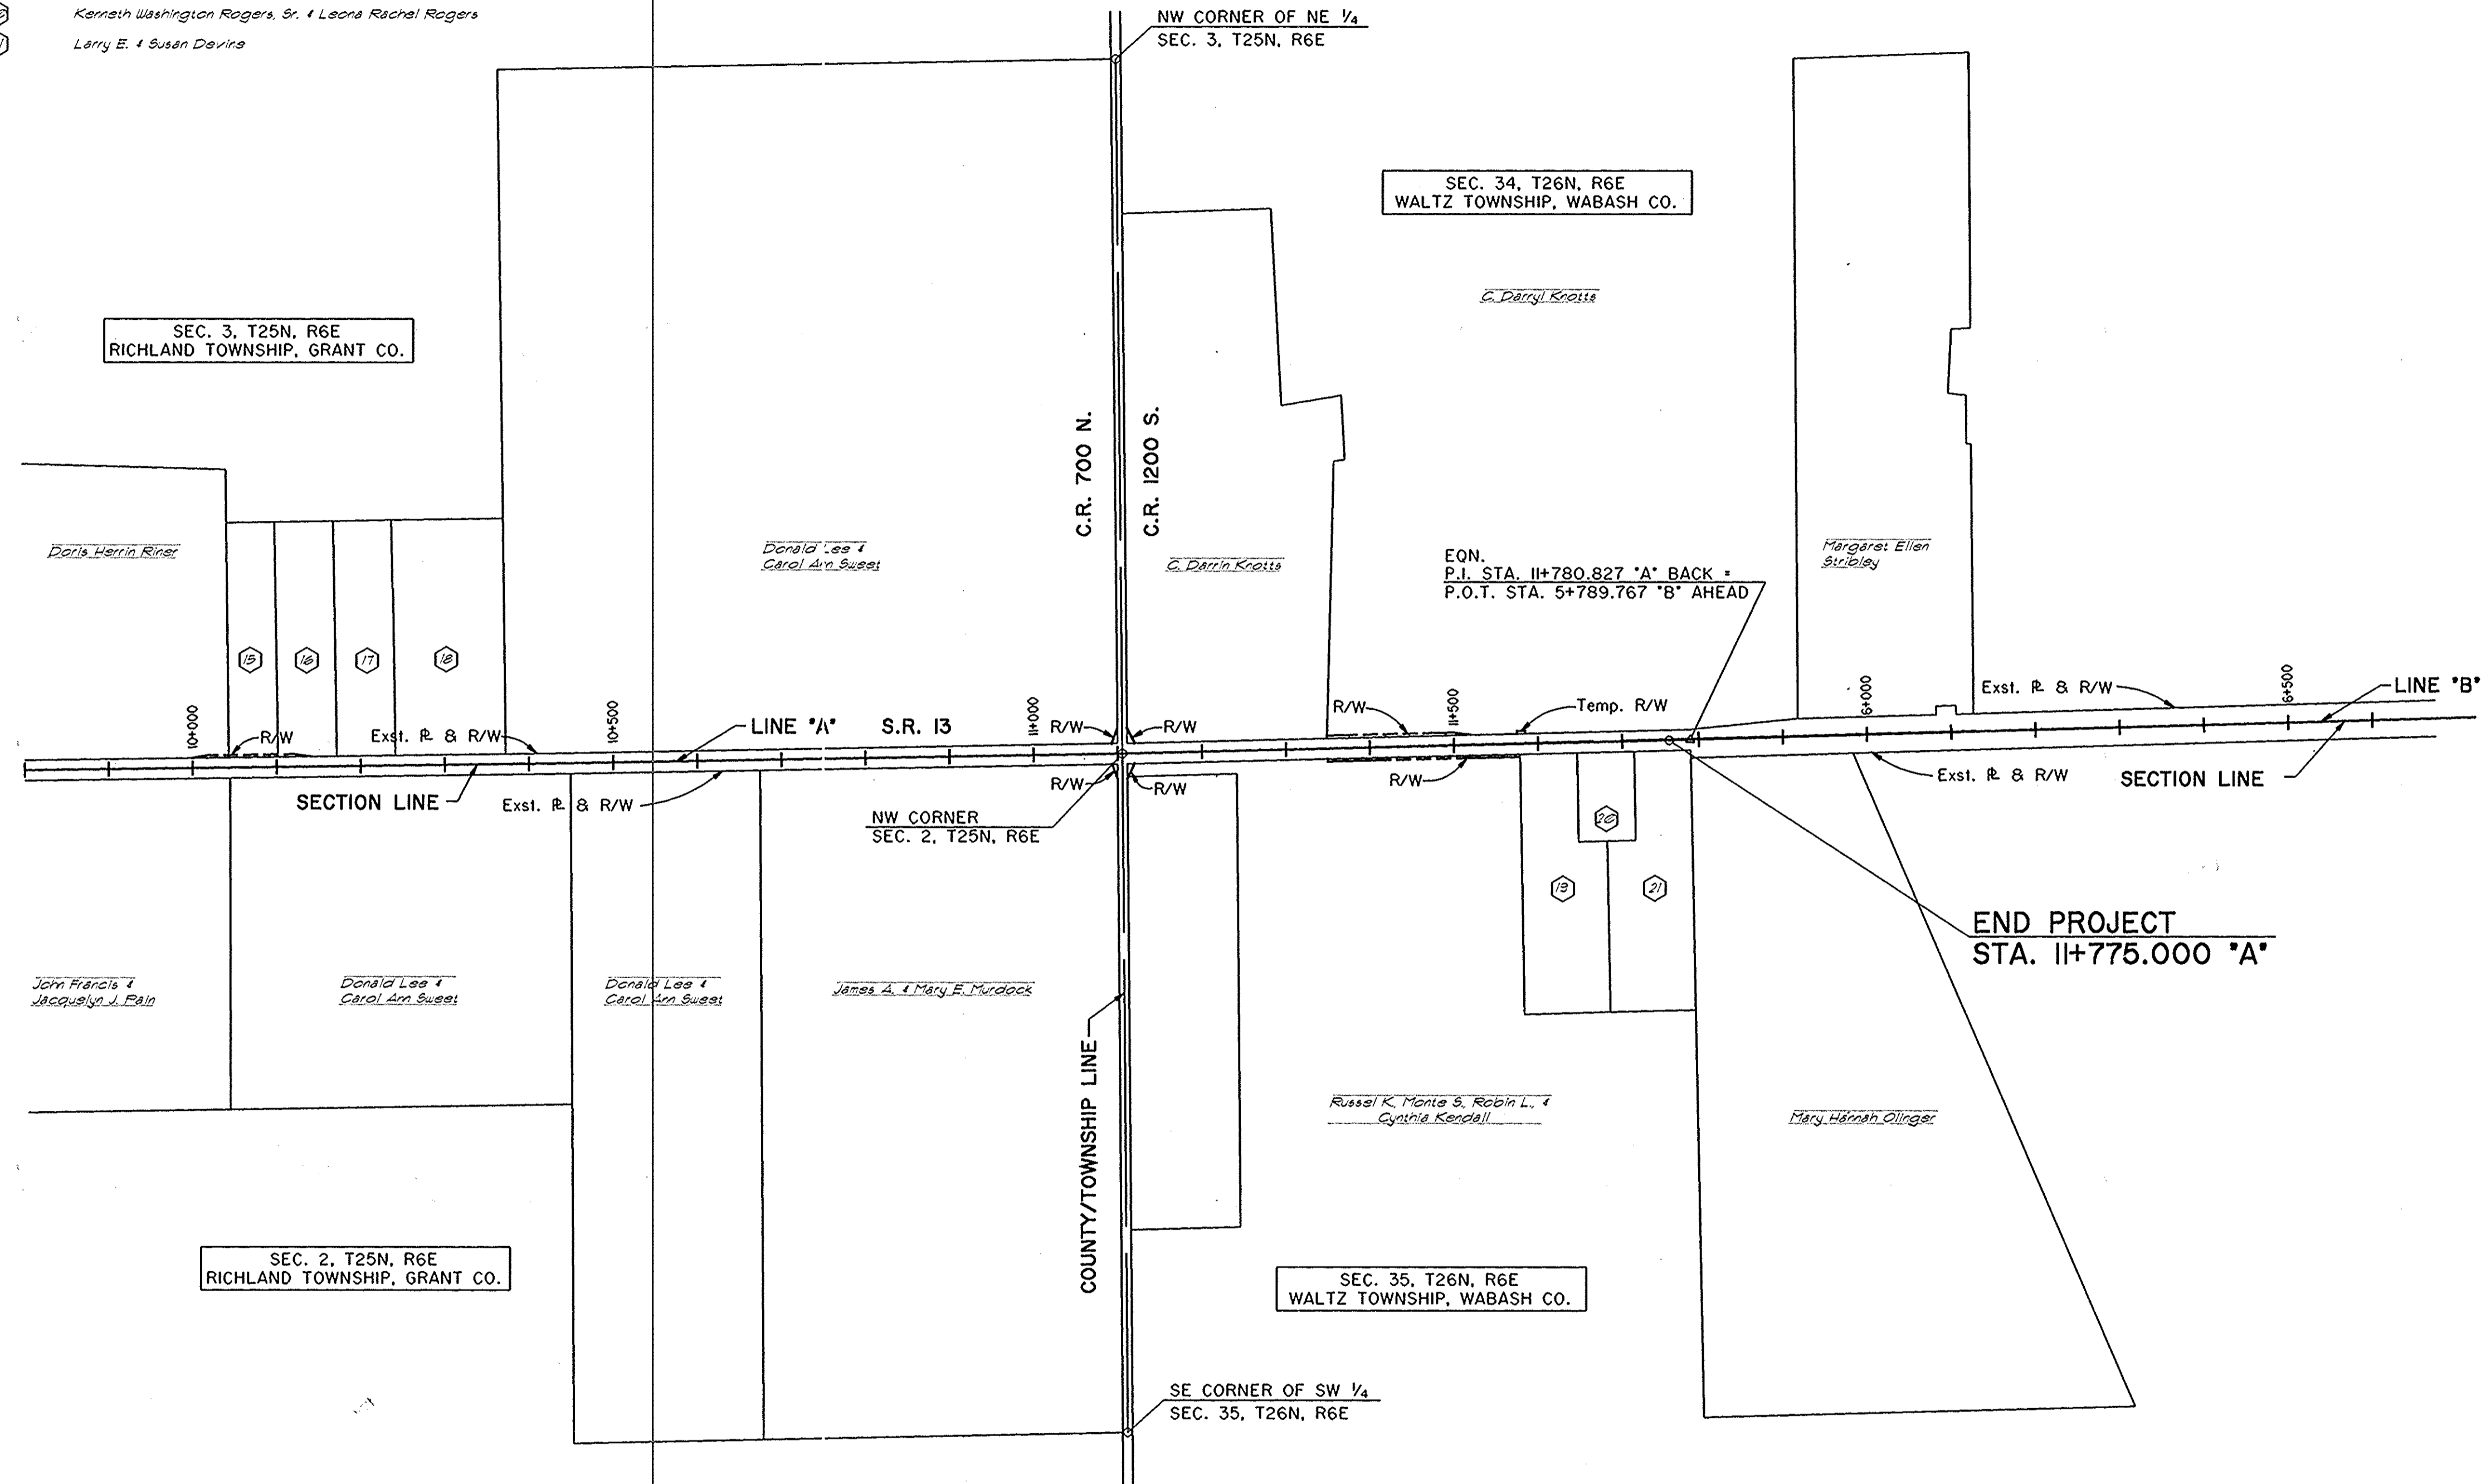 Kenneth Washington Rogers, Sr. & Leona Rachel Rogers
Larry E. & Susan Devine
NW CORNER OF NE 1/4
SEC. 3, T25N, R6E
SEC. 34, T26N, R6E
WALTZ TOWNSHIP, WABASH CO.
C. Darryl Knotts
SEC. 3, T25N, R6E
RICHLAND TOWNSHIP, GRANT CO.
C.R. 700 N.
C.R. 1200 S.
Doris Herrin Riner
Donald Lee &
Carol Ann Sweet
C. Darrin Knotts
EQN.
P.I. STA. 11+780.827 "A" BACK =
P.O.T. STA. 5+789.767 "B" AHEAD
Margaret Ellen
Stribley
15
16
17
18
10+000
R/W
Exst. PL & R/W
10+500
LINE "A"
S.R. 13
11+000
R/W
R/W
R/W
11+500
Temp. R/W
6+000
Exst. PL & R/W
6+500
LINE "B"
SECTION LINE
Exst. PL & R/W
R/W
R/W
R/W
Exst. PL & R/W
SECTION LINE
NW CORNER
SEC. 2, T25N, R6E
20
19
21
END PROJECT
STA. 11+775.000 "A"
John Francis &
Jacquelyn J. Pain
Donald Lee &
Carol Ann Sweet
Donald Lee &
Carol Ann Sweet
James A. & Mary E. Murdock
COUNTY/TOWNSHIP LINE
Russel K., Monte S., Robin L., &
Cynthia Kendall
Mary Hannah Olinger
SEC. 2, T25N, R6E
RICHLAND TOWNSHIP, GRANT CO.
SEC. 35, T26N, R6E
WALTZ TOWNSHIP, WABASH CO.
SE CORNER OF SW 1/4
SEC. 35, T26N, R6E